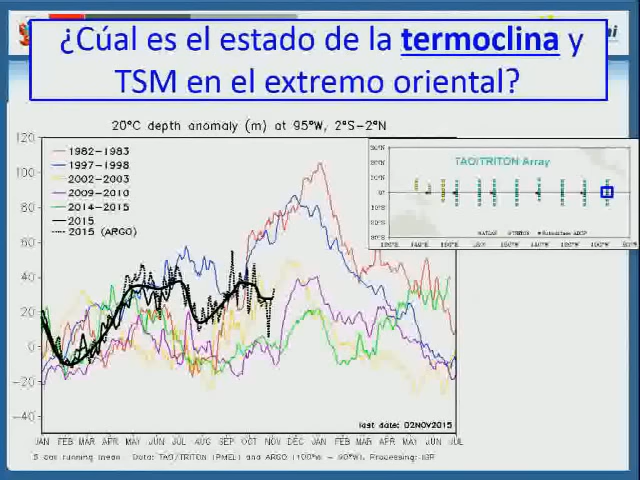 ¿Cúal es el estado de la termoclina y
TSM en el extremo oriental?
20°C depth anomaly (m) at 95°W, 2°S-2°N
120
100
80
60
40
20
0
-20
-40
1982-1983
1997-1998
2002-2003
2009-2010
2014-2015
2015
2015 (ARGO)
TAO/TRITON Array
last date: 02NOV2015
JAN FEB MAR APR MAY JUN JUL AUG SEP OCT NOV DEC JAN FEB MAR APR MAY JUN JUL
5 day running mean Data: TAO/TRITON (PMEL) and ARGO (100°W - 90°W). Processing: IGP